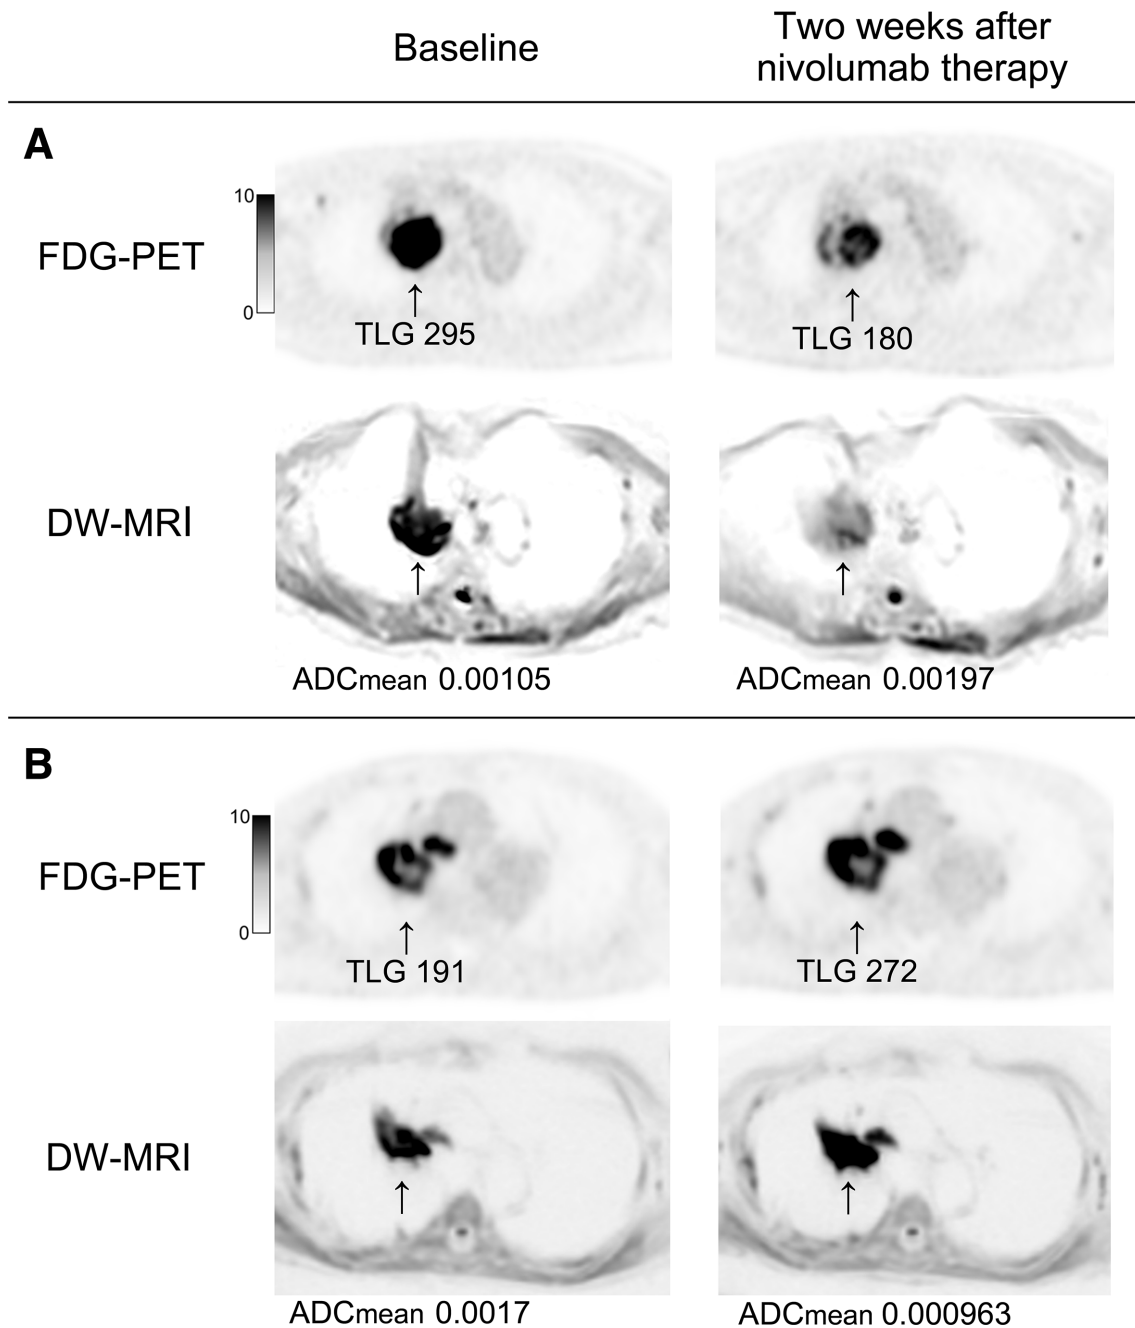 Baseline
Two weeks after
nivolumab therapy
A
FDG-PET
10
0
TLG 295
TLG 180
DW-MRI
ADCmean 0.00105
ADCmean 0.00197
B
FDG-PET
10
0
TLG 191
TLG 272
DW-MRI
ADCmean 0.0017
ADCmean 0.000963